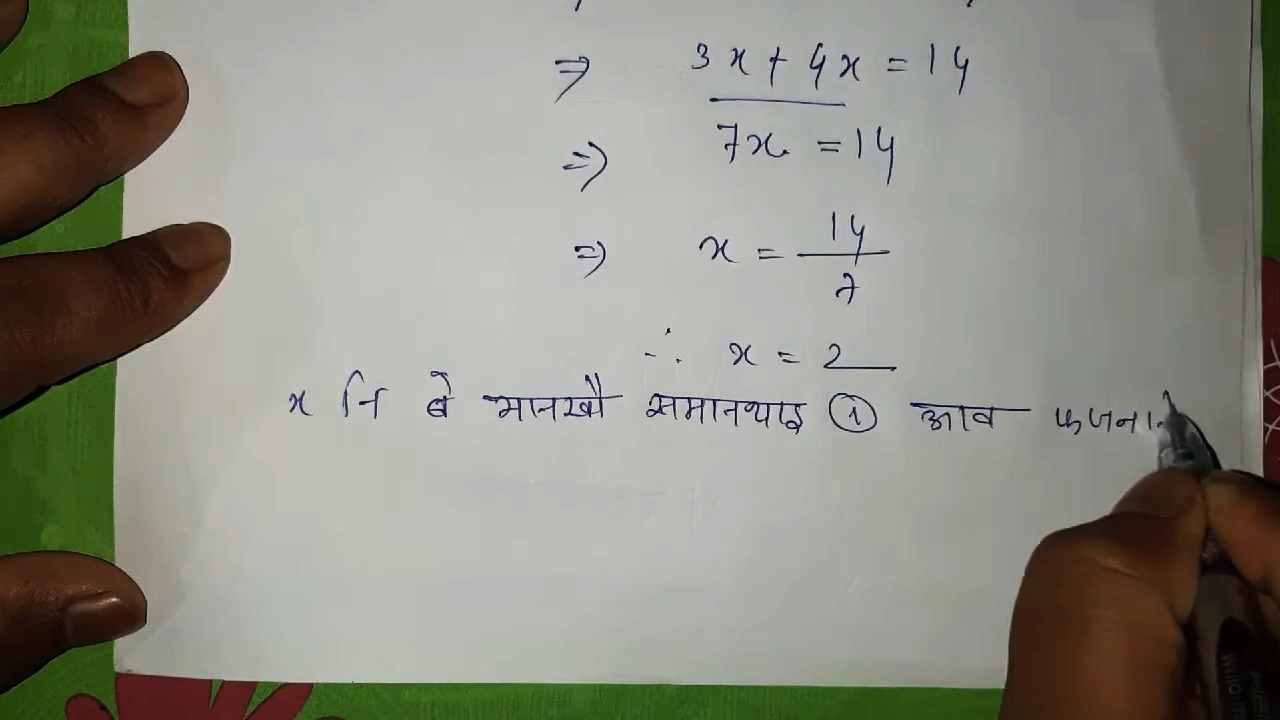 ⇒ 3x + 4x = 14
⇒ 7x = 14
⇒ x = 14/7
∴ x = 2
x नि बे मानखौ समानथाइ ① आव फजनानै